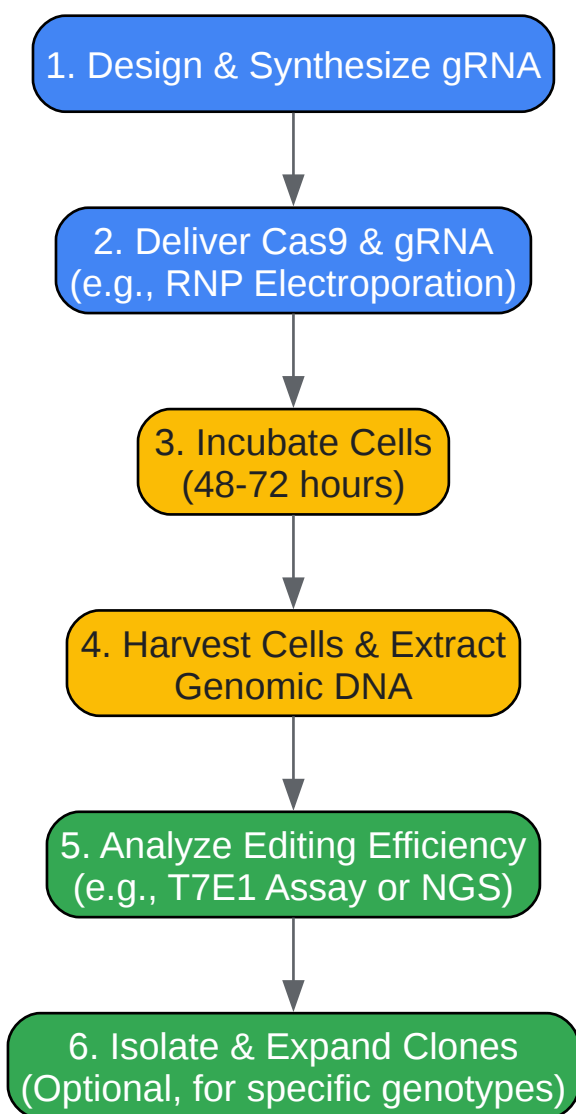 1. Design & Synthesize gRNA
2. Deliver Cas9 & gRNA
(e.g., RNP Electroporation)
3. Incubate Cells
(48-72 hours)
4. Harvest Cells & Extract
Genomic DNA
5. Analyze Editing Efficiency
(e.g., T7E1 Assay or NGS)
6. Isolate & Expand Clones
(Optional, for specific genotypes)